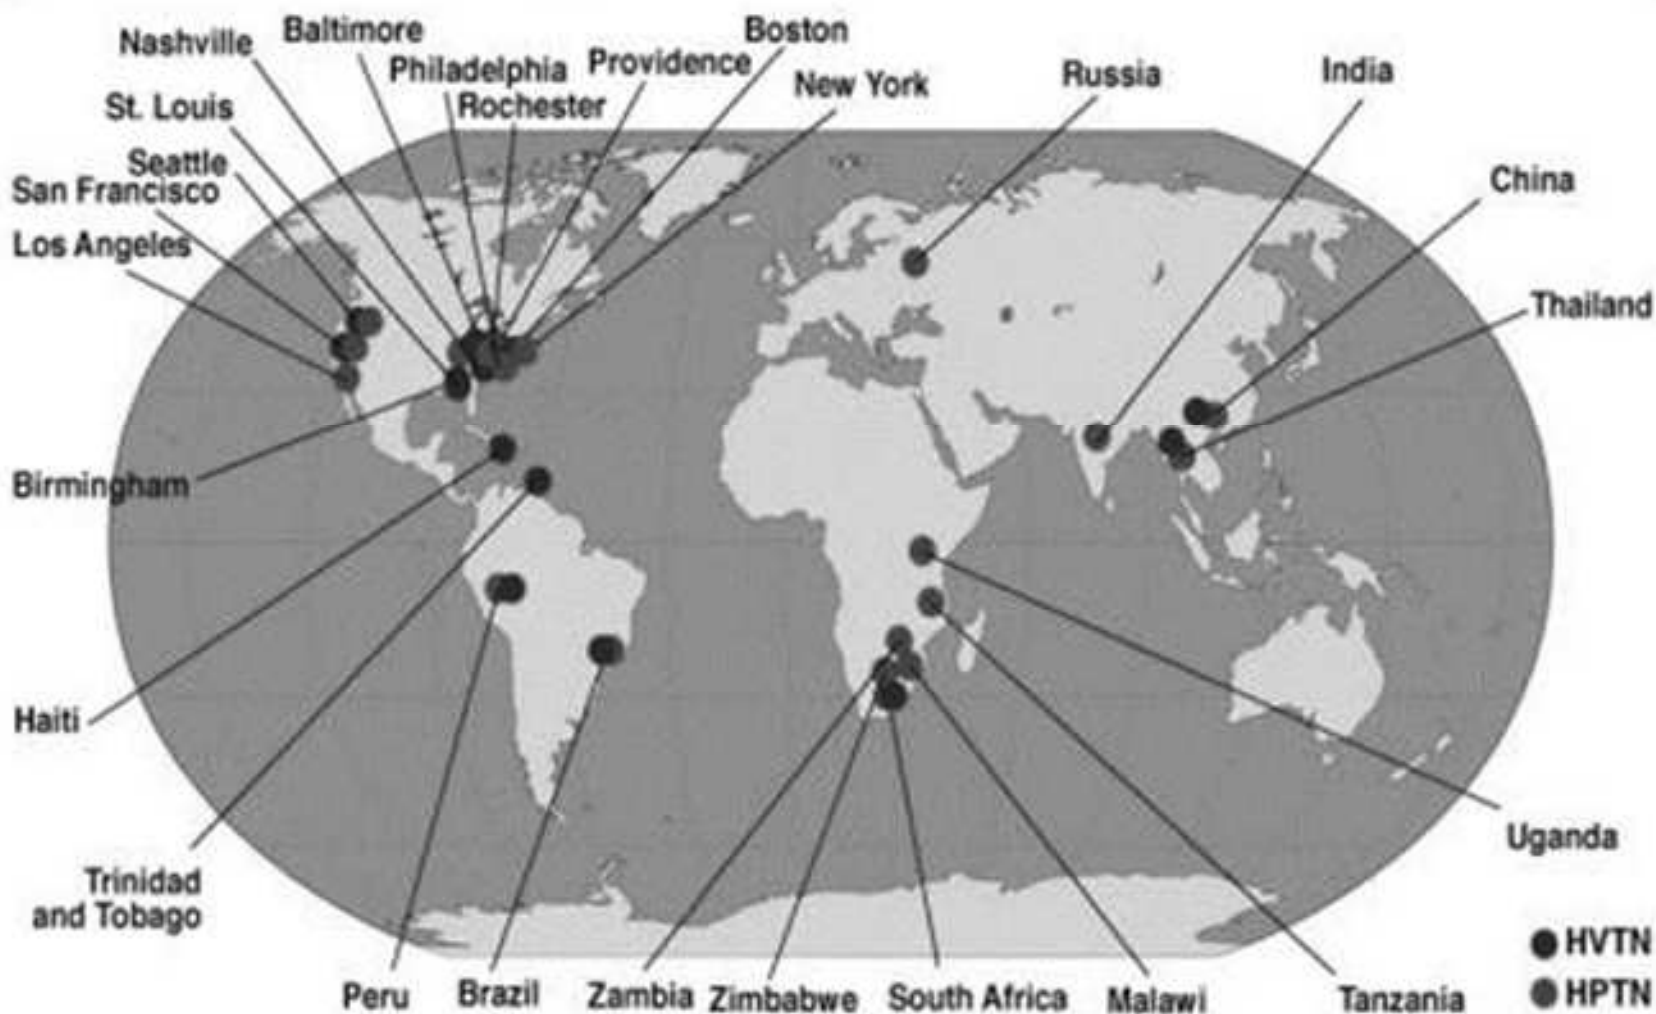 Baltimore
Boston
Nashville
Philadelphia
Providence
Russia
India
New York
St. Louis
Rochester
Seattle
San Francisco
China
Los Angeles
Thailand
Birmingham
Haiti
Uganda
Trinidad
and Tobago
HVTN
Peru
Brazil
Zambia
Zimbabwe
South Africa
Malawi
Tanzania
HPTN